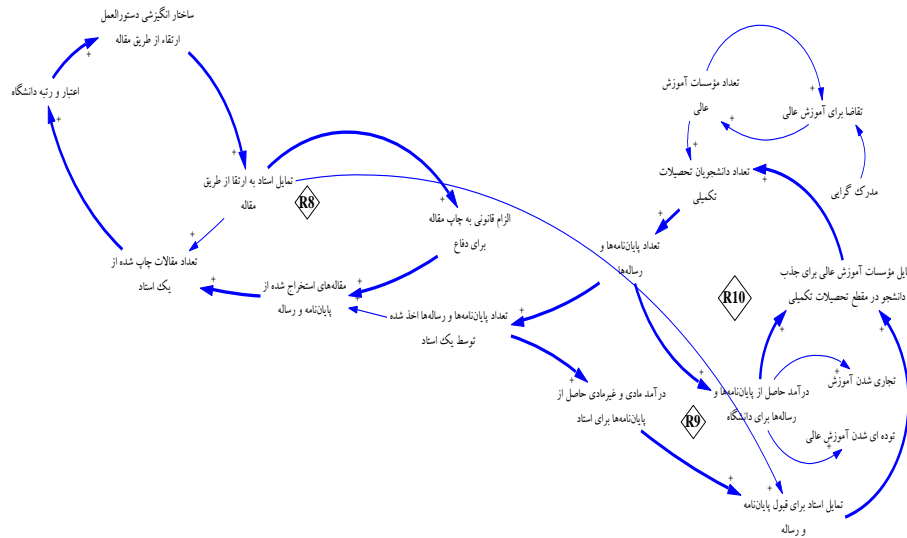 ساختار انگیزشی دستورالعمل
ارتقاء از طریق مقاله
اعتبار و رتبه دانشگاه
تمایل استاد به ارتقا از طریق
مقاله
R8
الزام قانونی به چاپ مقاله
برای دفاع
تعداد مقالات چاپ شده از
یک استاد
مقاله‌های استخراج شده از
پایان‌نامه و رساله
تعداد پایان‌نامه‌ها و رساله‌ها اخذ شده
توسط یک استاد
تعداد مؤسسات آموزش
عالی
تقاضا برای آموزش عالی
تعداد دانشجویان تحصیلات
تکمیلی
مدرک گرایی
تعداد پایان‌نامه‌ها و
رساله‌ها
R10
ایل مؤسسات آموزش عالی برای جذب
دانشجو در مقطع تحصیلات تکمیلی
درآمد مادی و غیرمادی حاصل از
پایان‌نامه‌ها برای استاد
R9
درآمد حاصل از پایان‌نامه‌ها و
رساله‌ها برای دانشگاه
تجاری شدن آموزش
توده ای شدن آموزش عالی
تمایل استاد برای قبول پایان‌نامه
و رساله